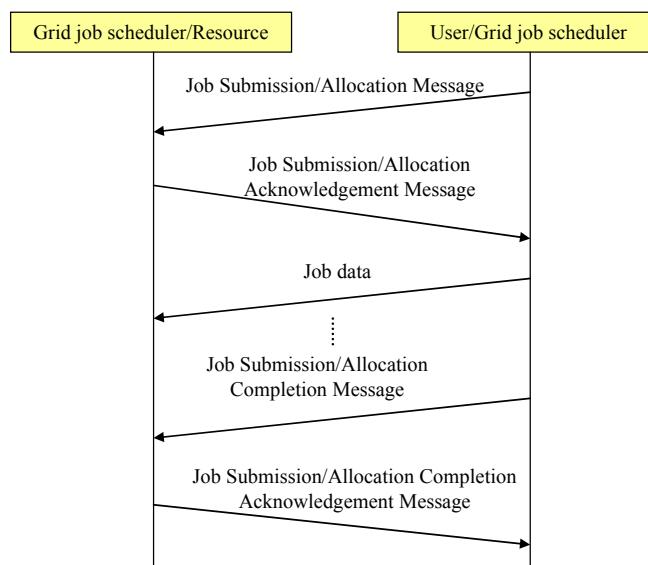 Grid job scheduler/Resource
User/Grid job scheduler
Job Submission/Allocation Message
Job Submission/Allocation
Acknowledgement Message
Job data
Job Submission/Allocation
Completion Message
Job Submission/Allocation Completion
Acknowledgement Message